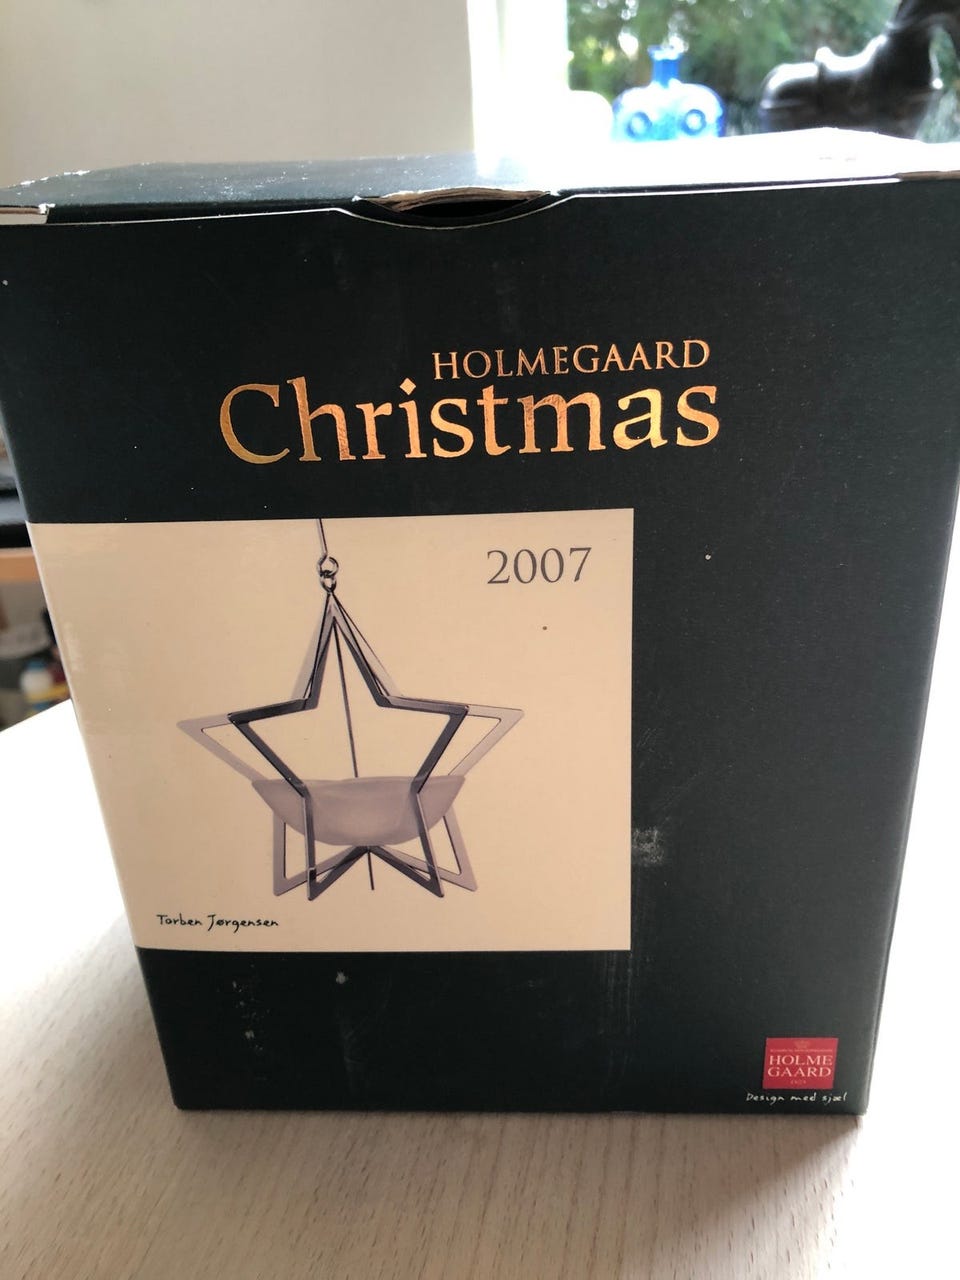 HOLMEGAARD
Christmas
2007
Torben Jørgensen
HOLME
GAARD
Design med sjæl